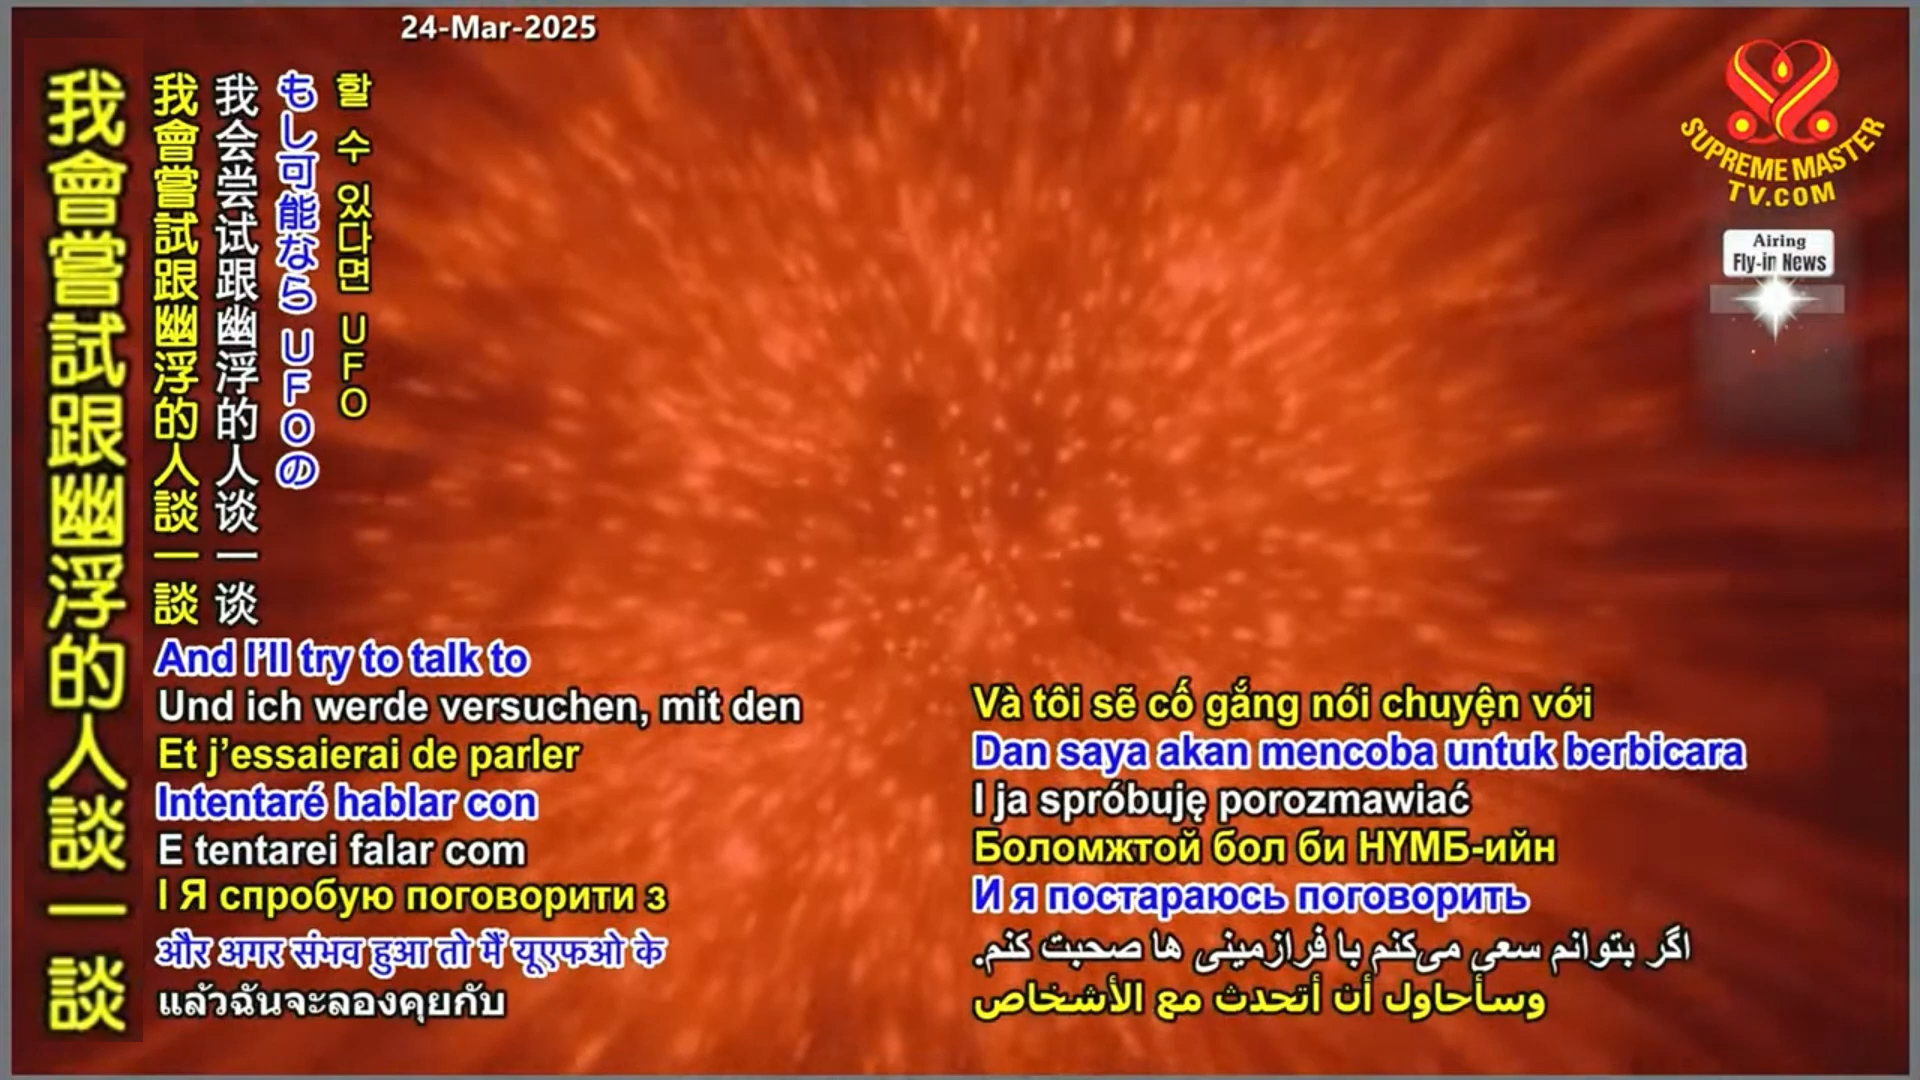 24-Mar-2025
SUPREME MASTER
TV.COM
Airing
Fly-in News
我會嘗試跟幽浮的人談一談
我會嘗試跟幽浮的人談一談
我会尝试跟幽浮的人谈一谈
もし可能なら UFOの
할 수 있다면 UFO
And I'll try to talk to
Und ich werde versuchen, mit den
Et j'essaierai de parler
Intentaré hablar con
E tentarei falar com
І Я спробую поговорити з
और अगर संभव हुआ तो मैं यूएफओ के
แล้วฉันจะลองคุยกับ
Và tôi sẽ cố gắng nói chuyện với
Dan saya akan mencoba untuk berbicara
I ja spróbuję porozmawiać
Боломжтой бол би НҮМБ-ийн
И я постараюсь поговорить
اگر بتوانم سعی می‌کنم با فرازمینی ها صحبت کنم.
وسأحاول أن أتحدث مع الأشخاص